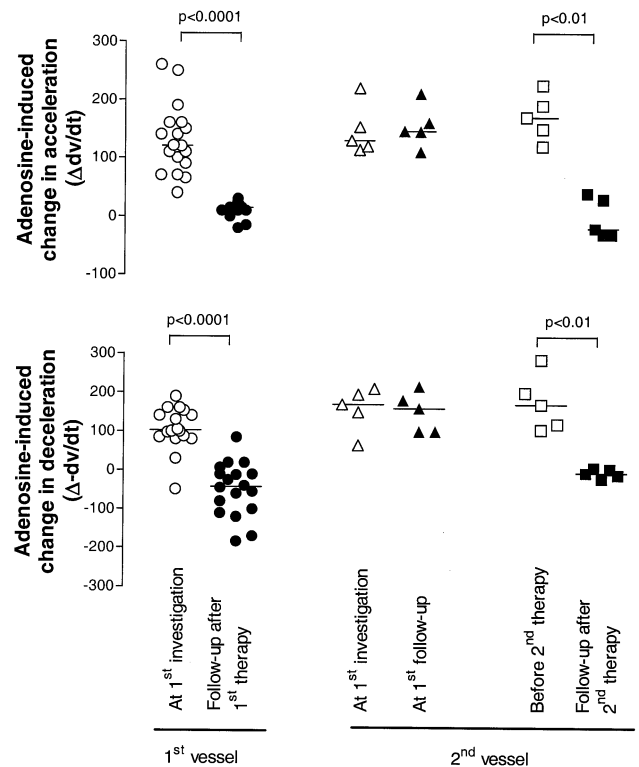 p<0.0001
p<0.01
Adenosine-induced
change in acceleration
(Δdv/dt)
300
200
100
0
-100
p<0.0001
p<0.01
Adenosine-induced
change in deceleration
(Δ-dv/dt)
300
200
100
0
-100
-200
-300
At 1st investigation
Follow-up after
1st therapy
At 1st investigation
At 1st follow-up
Before 2nd therapy
Follow-up after
2nd therapy
1st vessel
2nd vessel